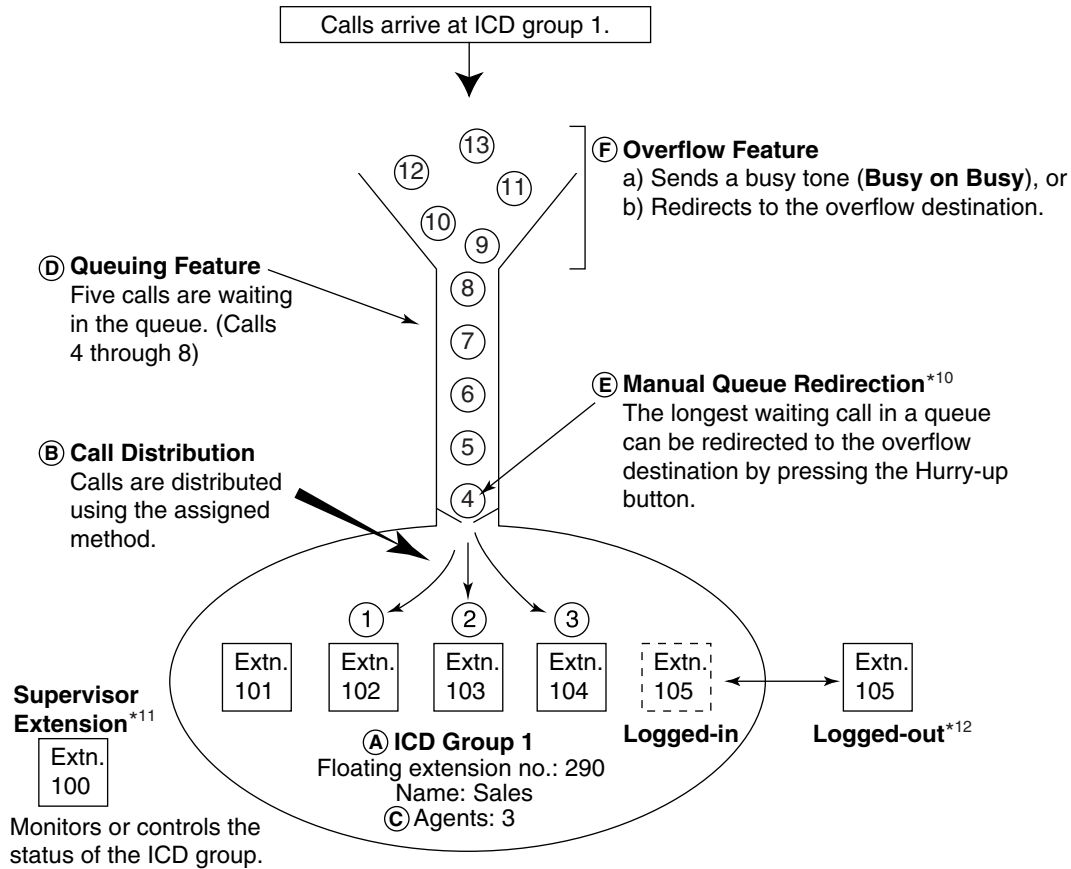 Calls arrive at ICD group 1.
13
12
11
10
9
8
7
6
5
4
F Overflow Feature
a) Sends a busy tone (Busy on Busy), or
b) Redirects to the overflow destination.
D Queuing Feature
Five calls are waiting
in the queue. (Calls
4 through 8)
E Manual Queue Redirection*10
The longest waiting call in a queue
can be redirected to the overflow
destination by pressing the Hurry-up
button.
B Call Distribution
Calls are distributed
using the assigned
method.
1 2 3
Extn.
101
Extn.
102
Extn.
103
Extn.
104
Extn.
105
Extn.
105
Logged-in
Logged-out*12
Supervisor
Extension*11
Extn.
100
Monitors or controls the
status of the ICD group.
A ICD Group 1
Floating extension no.: 290
Name: Sales
C Agents: 3